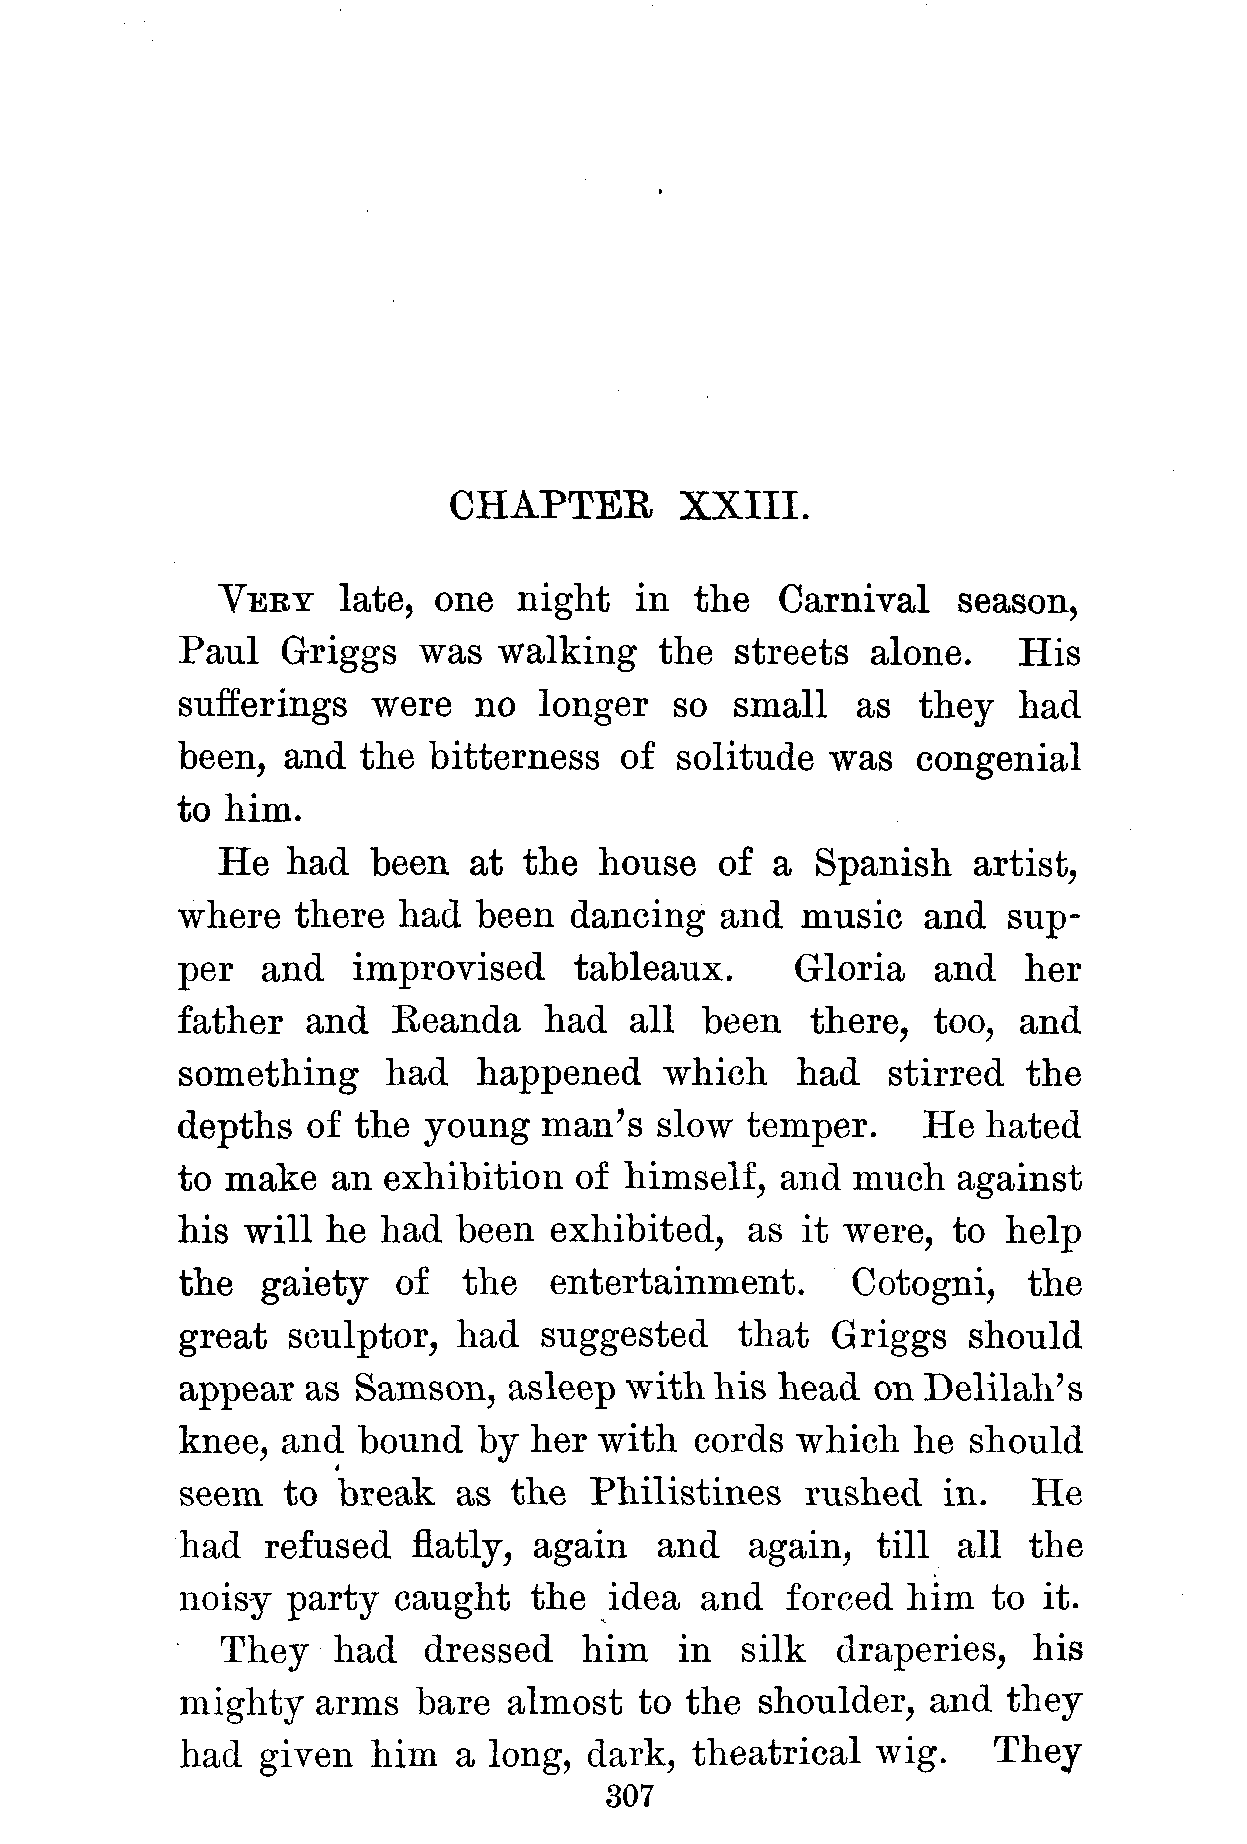 CHAPTER XXIII.
VERY late, one night in the Carnival season,
Paul Griggs was walking the streets alone. His
sufferings were no longer so small as they had
been, and the bitterness of solitude was congenial
to him.
He had been at the house of a Spanish artist,
where there had been dancing and music and sup-
per and improvised tableaux. Gloria and her
father and Reanda had all been there, too, and
something had happened which had stirred the
depths of the young man's slow temper. He hated
to make an exhibition of himself, and much against
his will he had been exhibited, as it were, to help
the gaiety of the entertainment. Cotogni, the
great sculptor, had suggested that Griggs should
appear as Samson, asleep with his head on Delilah's
knee, and bound by her with cords which he should
seem to break as the Philistines rushed in. He
had refused flatly, again and again, till all the
noisy party caught the idea and forced him to it.
They had dressed him in silk draperies, his
mighty arms bare almost to the shoulder, and they
had given him a long, dark, theatrical wig. They
307